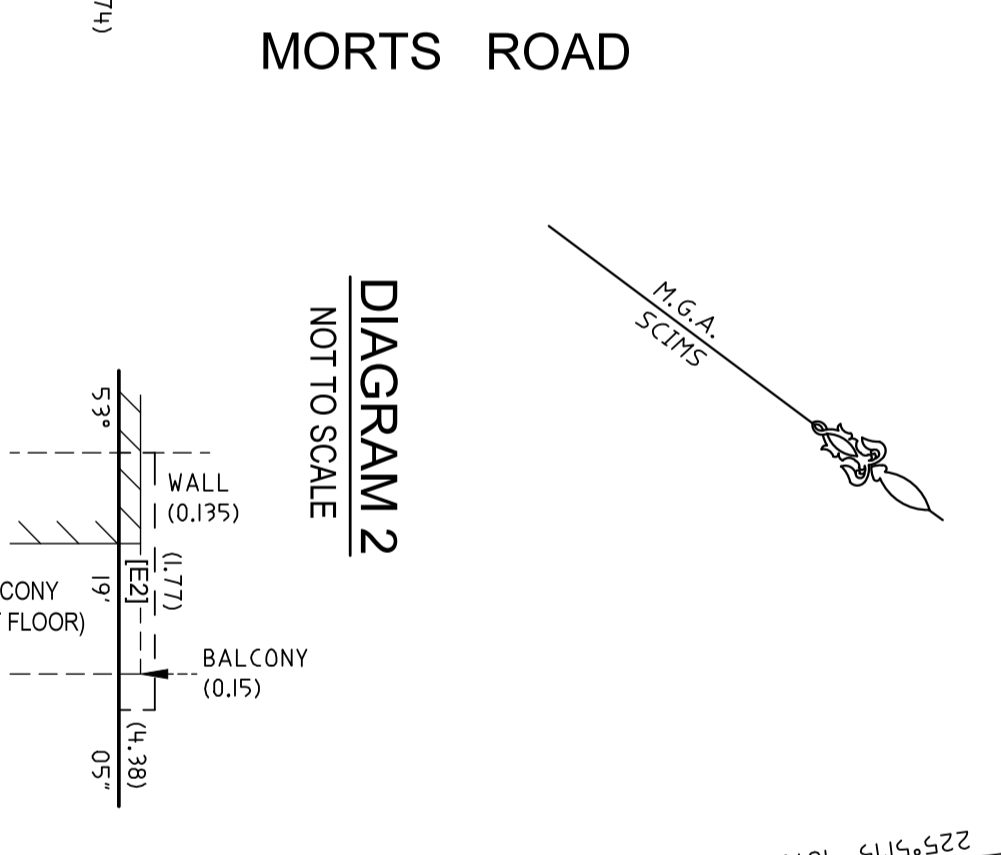 74)
MORTS ROAD
M.G.A.
SCIMS
DIAGRAM 2
NOT TO SCALE
53° 19' 05"
WALL
(0.135)
(1.77)
[E2]
CONY
FLOOR)
BALCONY
(0.15)
(4.38)
225°51'15